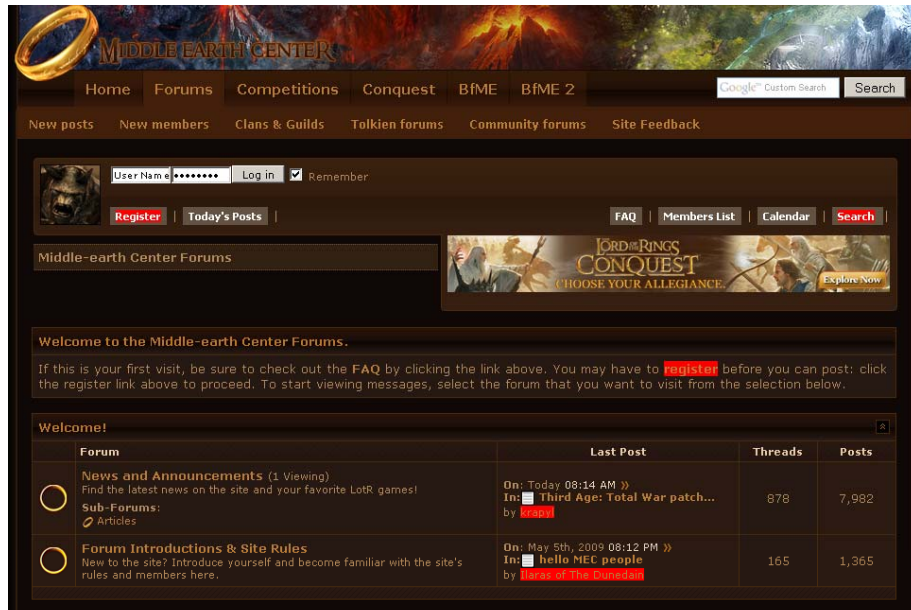 MIDDLE EARTH CENTER
Home Forums Competitions Conquest BfME BfME 2
Google™ Custom Search Search
New posts New members Clans & Guilds Tolkien forums Community forums Site Feedback
User Name •••••••• Log in Remember
Register | Today's Posts |
FAQ | Members List | Calendar | Search |
Middle-earth Center Forums
THE LORD OF THE RINGS
CONQUEST
CHOOSE YOUR ALLEGIANCE.
Explore Now
Welcome to the Middle-earth Center Forums.
If this is your first visit, be sure to check out the FAQ by clicking the link above. You may have to register before you can post: click
the register link above to proceed. To start viewing messages, select the forum that you want to visit from the selection below.
Welcome!
Forum Last Post Threads Posts
News and Announcements (1 Viewing)
Find the latest news on the site and your favorite LotR games!
Sub-Forums:
Articles
On: Today 08:14 AM »
In: Third Age: Total War patch...
by krapyl
878 7,982
Forum Introductions & Site Rules
New to the site? Introduce yourself and become familiar with the site's
rules and members here.
On: May 5th, 2009 08:12 PM »
In: hello MEC people
by Ilaras of The Dunedain
165 1,365